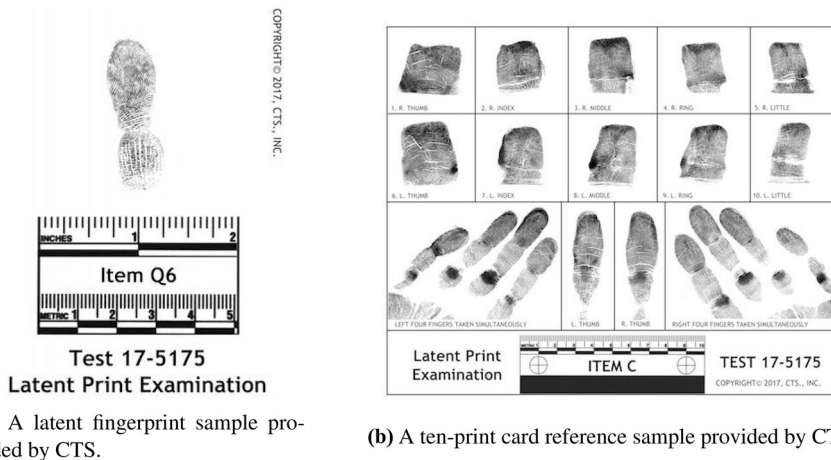 COPYRIGHT© 2017, CTS., INC.
INCHES 1 2
Item Q6
METRIC 1 2 3 4 5
Test 17-5175
Latent Print Examination
A latent fingerprint sample pro-
ded by CTS.
1. R. THUMB
2. R. INDEX
3. R. MIDDLE
4. R. RING
5. R. LITTLE
6. L. THUMB
7. L. INDEX
8. L. MIDDLE
9. L. RING
10. L. LITTLE
LEFT FOUR FINGERS TAKEN SIMULTANEOUSLY
L. THUMB
R. THUMB
RIGHT FOUR FINGERS TAKEN SIMULTANEOUSLY
Latent Print
Examination
ITEM C
TEST 17-5175
COPYRIGHT© 2017, CTS., INC.
(b) A ten-print card reference sample provided by CT